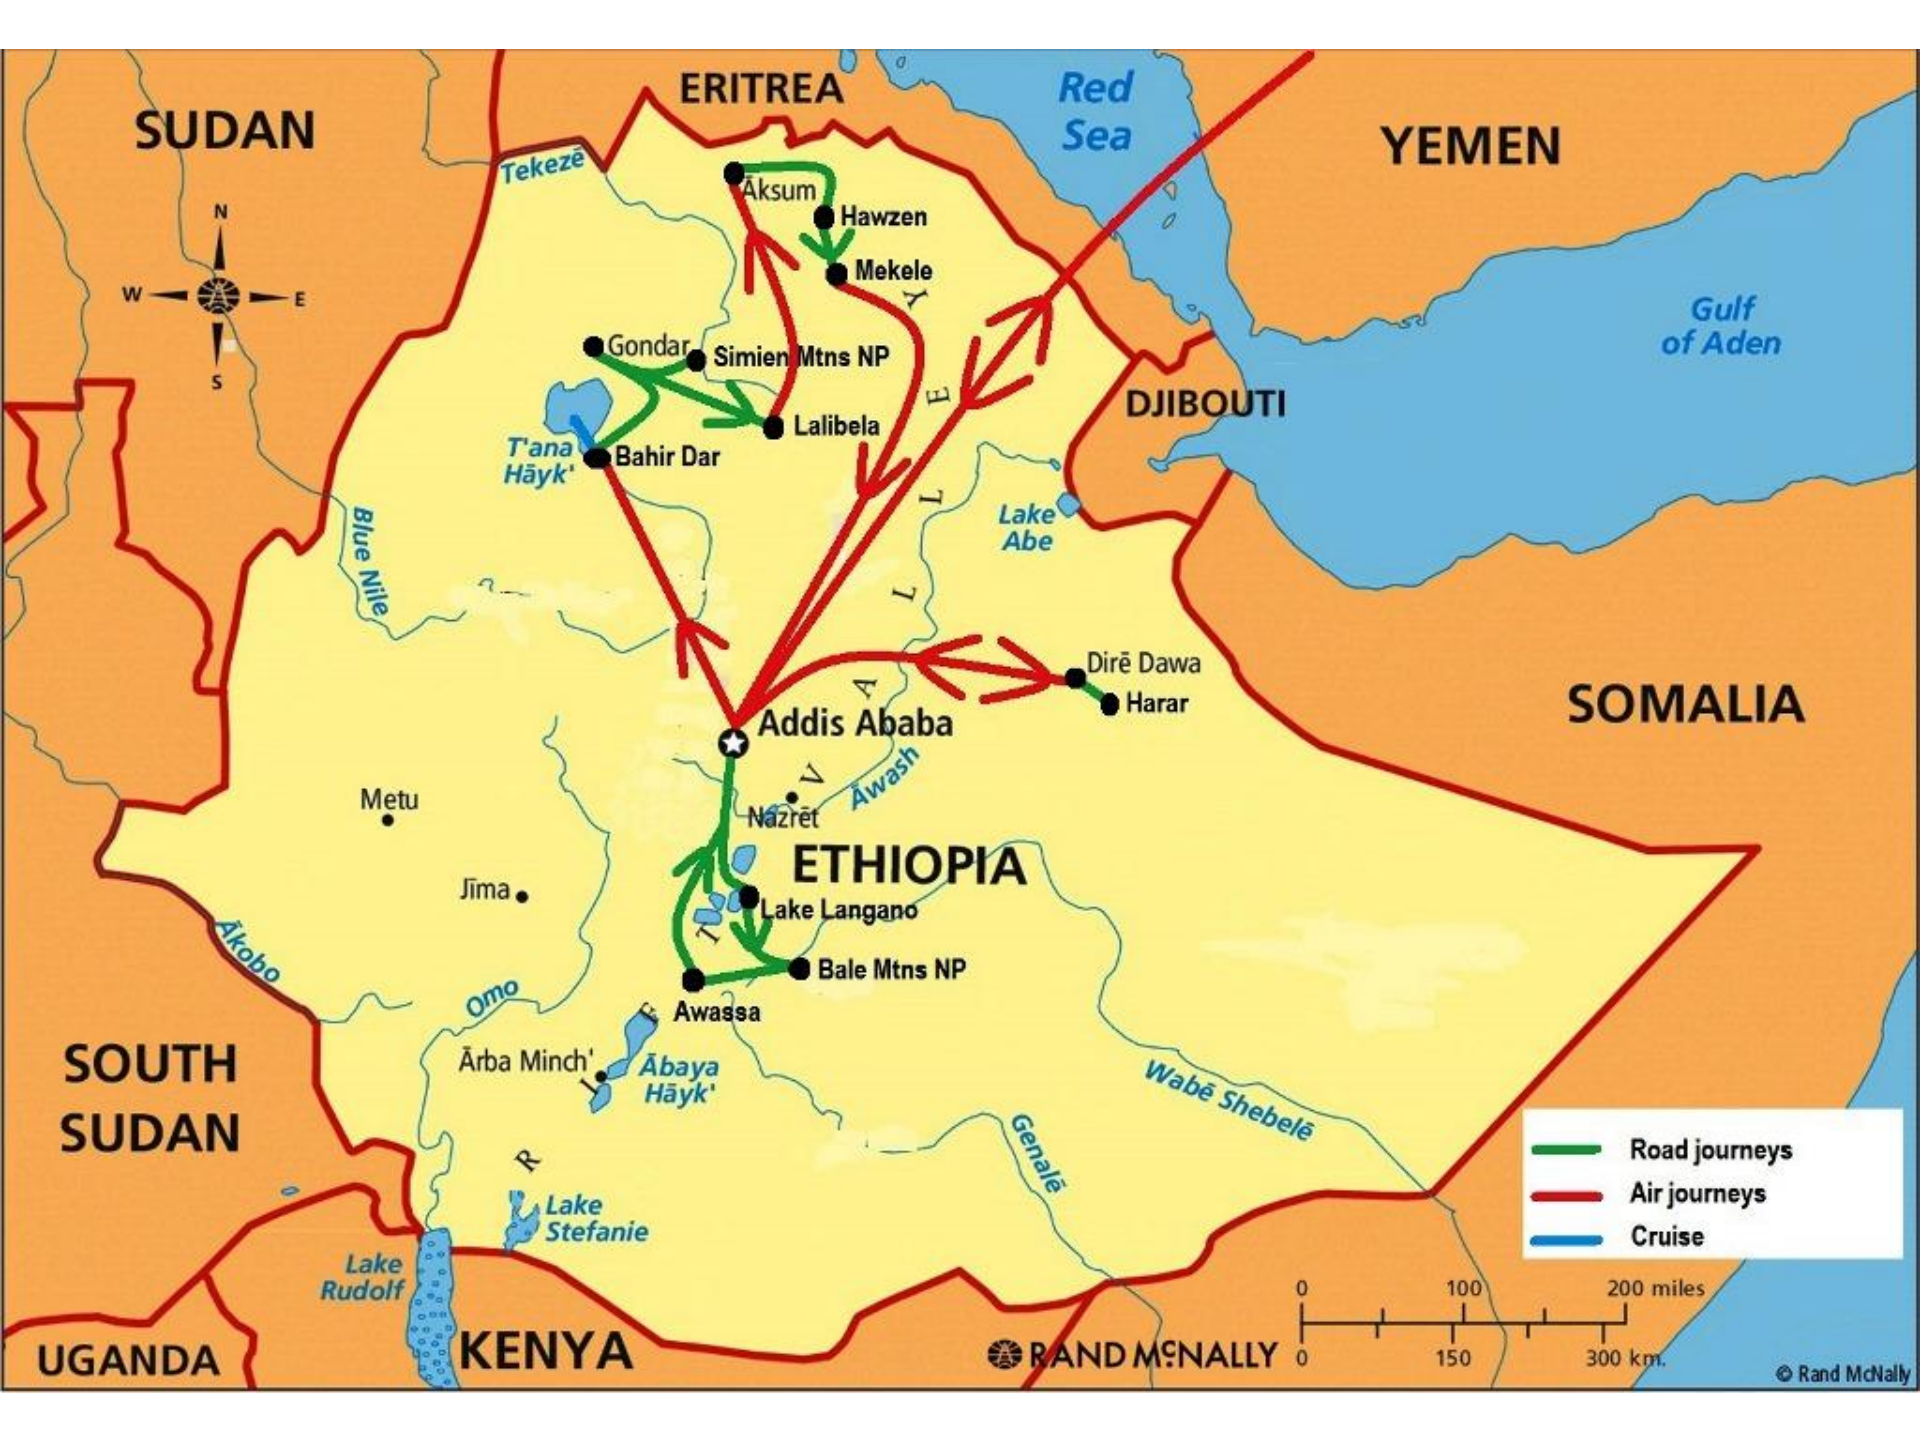 ERITREA
Red
Sea
SUDAN
YEMEN
Tekezē
Āksum
N
Hawzen
Mekele
W
E
Y
Gulf
of Aden
S
Gondar
Simien Mtns NP
E
DJIBOUTI
Lalibela
T'ana
Hāyk'
Bahir Dar
L
Lake
Abe
Blue Nile
L
Dirē Dawa
A
Harar
SOMALIA
Addis Ababa
V
Āwash
Metu
Nazrēt
ETHIOPIA
Jīma
Lake Langano
T
Ākobo
Bale Mtns NP
Omo
Awassa
F
SOUTH
SUDAN
Ārba Minch'
I
Ābaya
Hāyk'
Wabē Shebelē
Genalē
R
Road journeys
Air journeys
Cruise
Lake
Stefanie
Lake
Rudolf
0 100 200 miles
UGANDA
KENYA
RAND McNALLY
0 150 300 km.
© Rand McNally